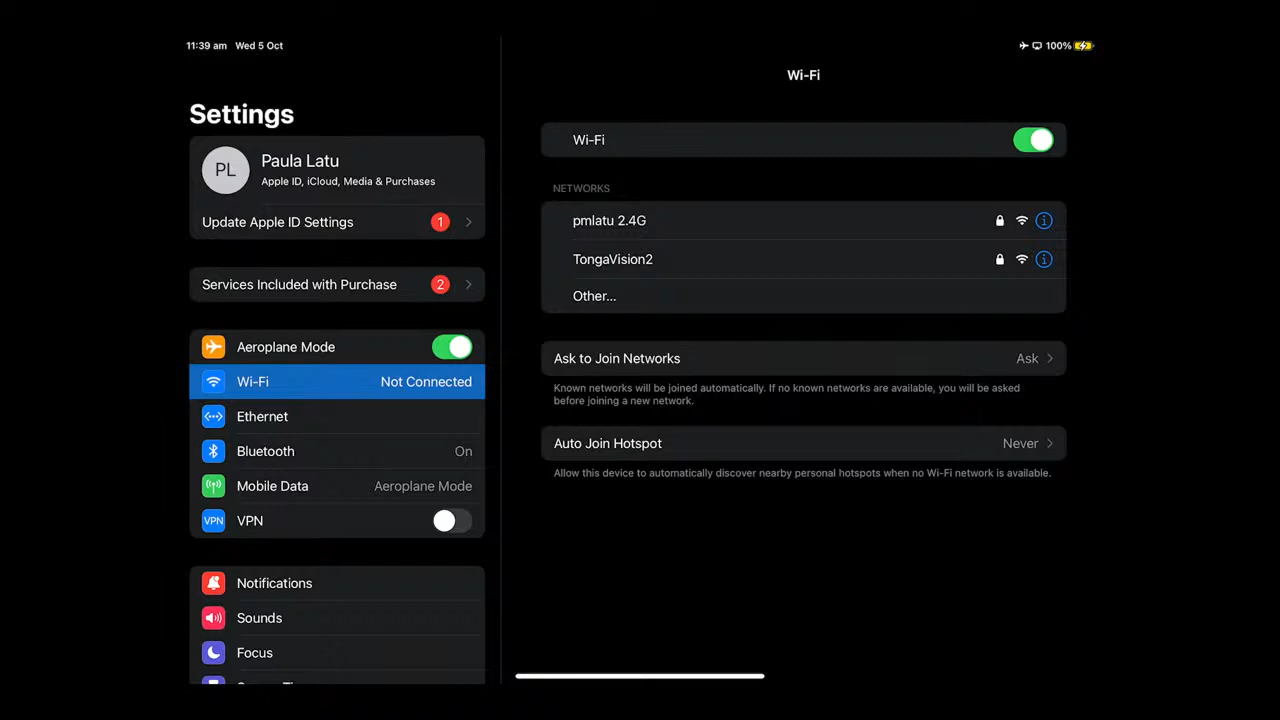 11:39 am Wed 5 Oct
100%
Settings
PL
Paula Latu
Apple ID, iCloud, Media & Purchases
Update Apple ID Settings 1
Services Included with Purchase 2
Aeroplane Mode
Wi-Fi Not Connected
Ethernet
Bluetooth On
Mobile Data Aeroplane Mode
VPN VPN
Notifications
Sounds
Focus
Wi-Fi
Wi-Fi
NETWORKS
pmlatu 2.4G
TongaVision2
Other...
Ask to Join Networks Ask
Known networks will be joined automatically. If no known networks are available, you will be asked
before joining a new network.
Auto Join Hotspot Never
Allow this device to automatically discover nearby personal hotspots when no Wi-Fi network is available.